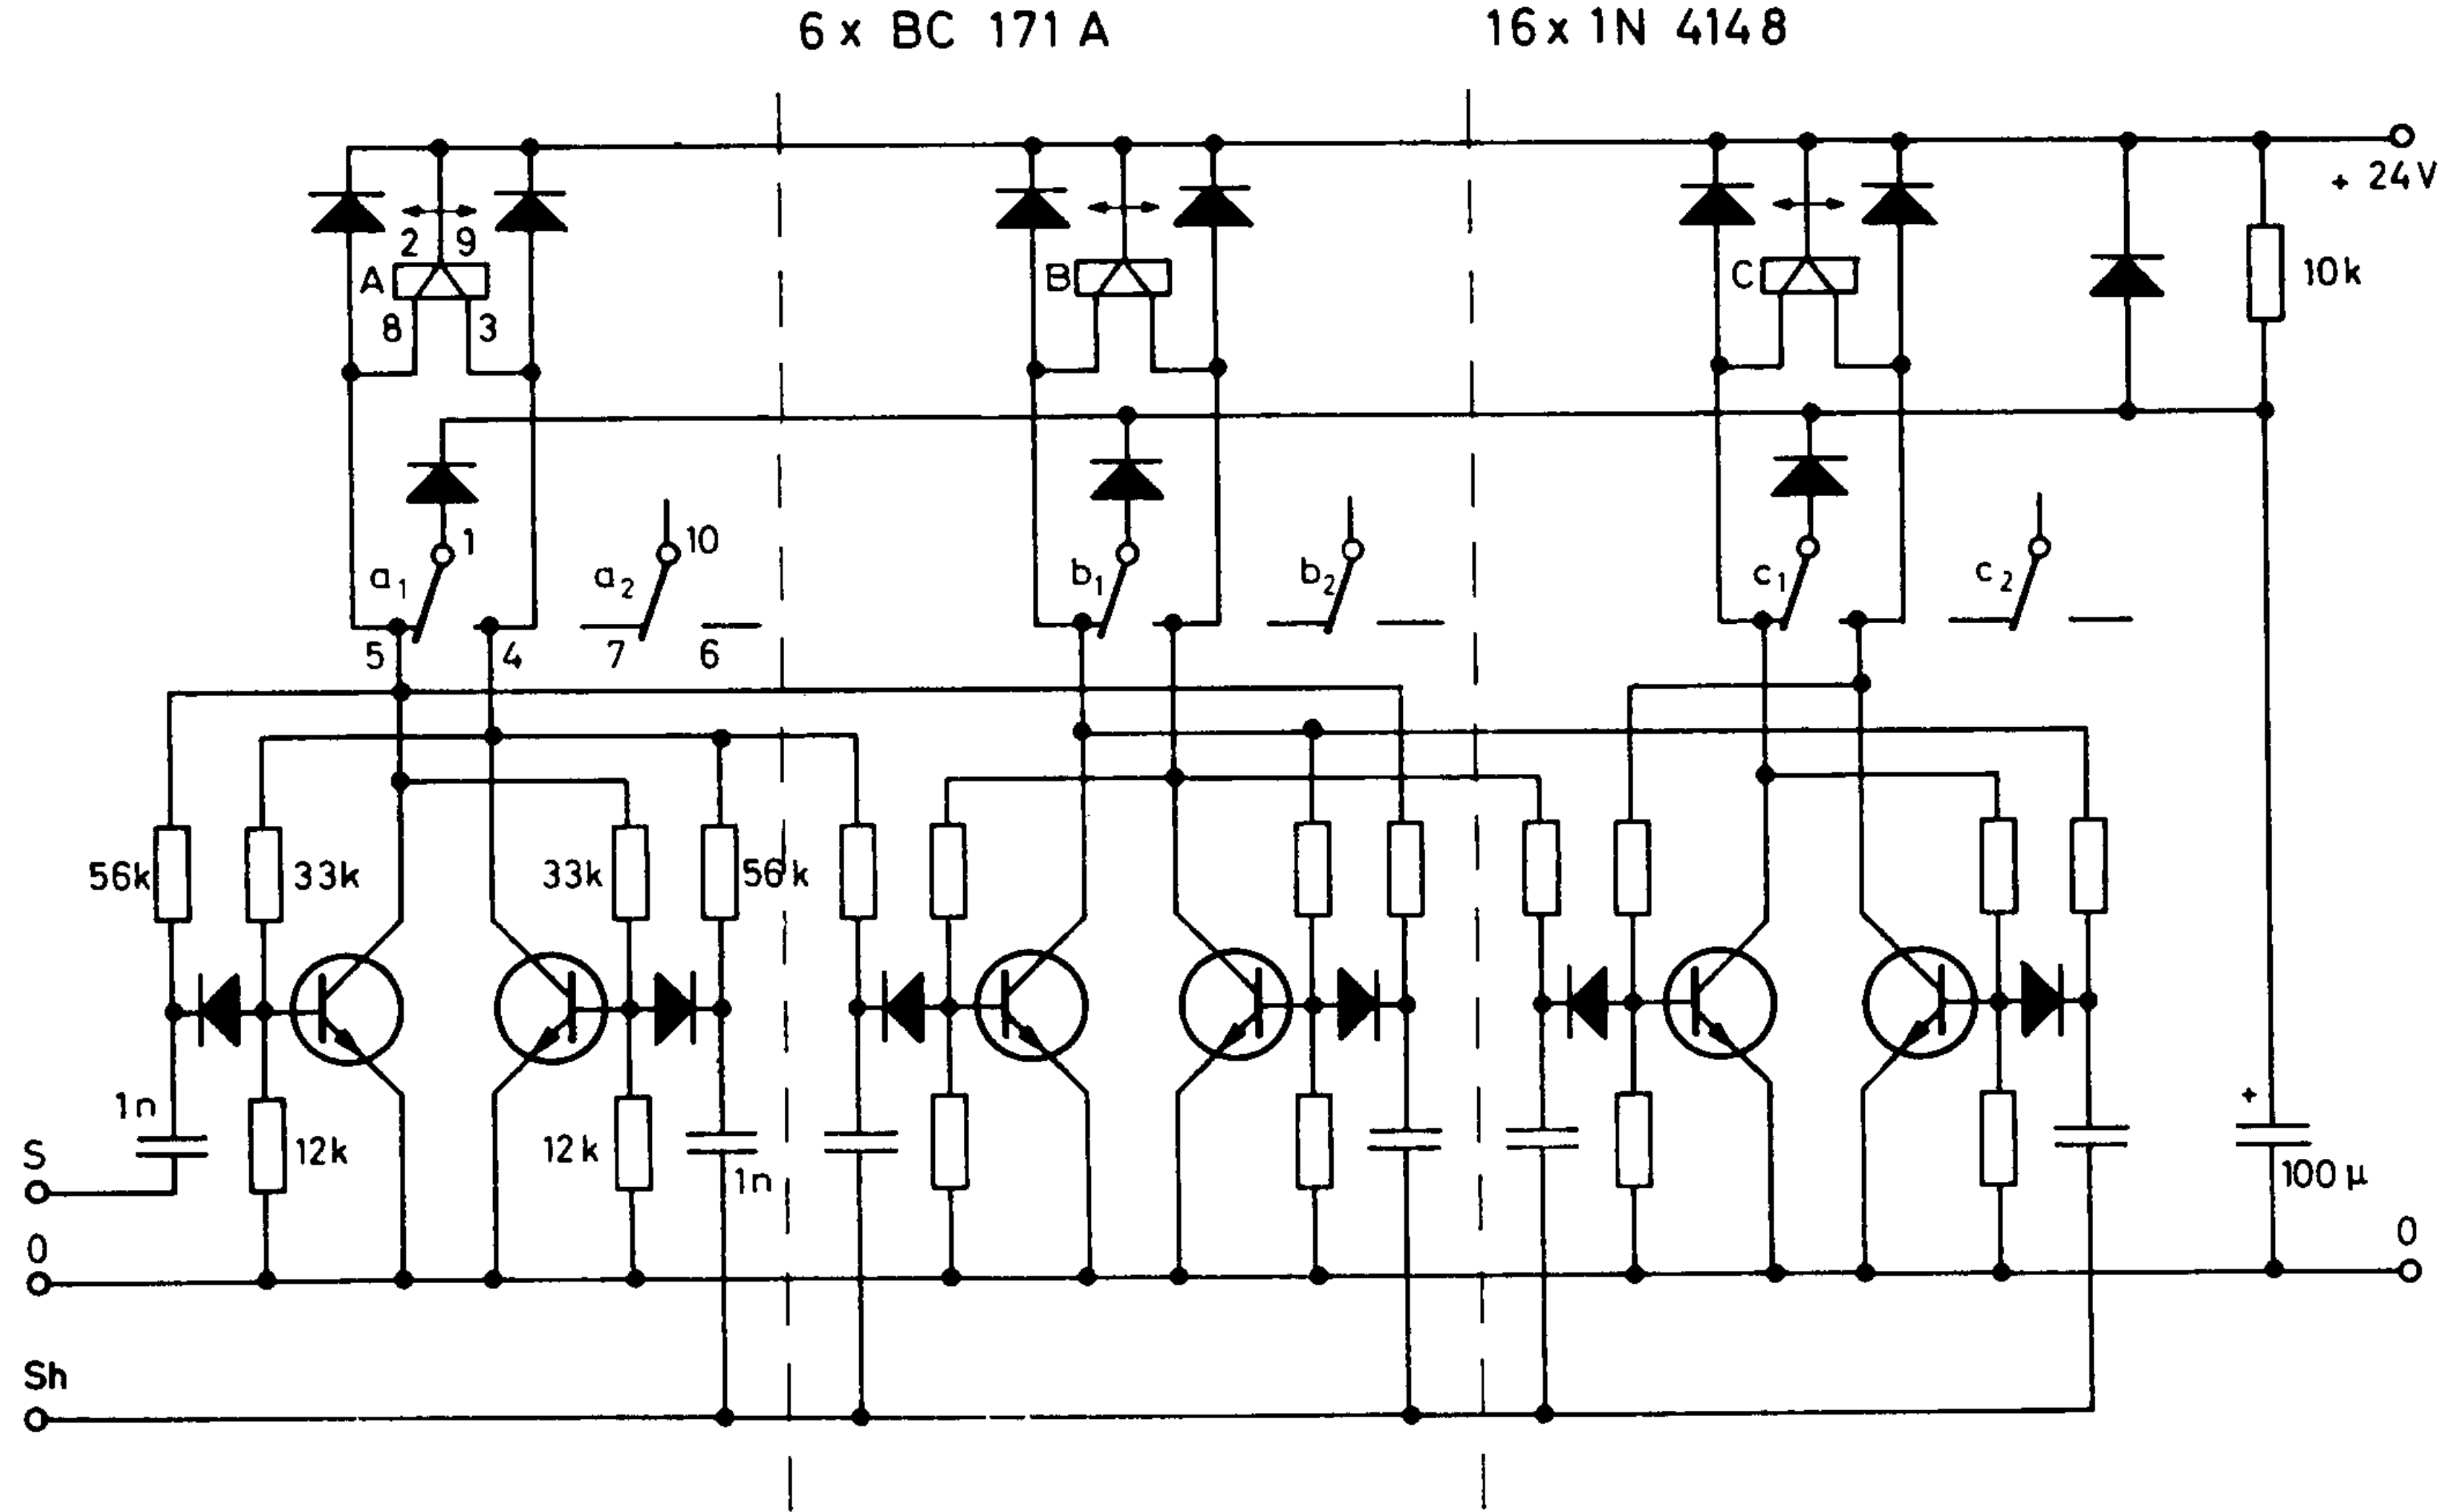 6 x BC 171 A
16 x 1N 4148
+ 24V
2 9
A
B
C
10k
8 3
1
10
a1
a2
b1
b2
c1
c2
5 4 7 6
56k 33k 33k 56k
1n
12k 12k
1n
S
+
100 μ
0
0
Sh